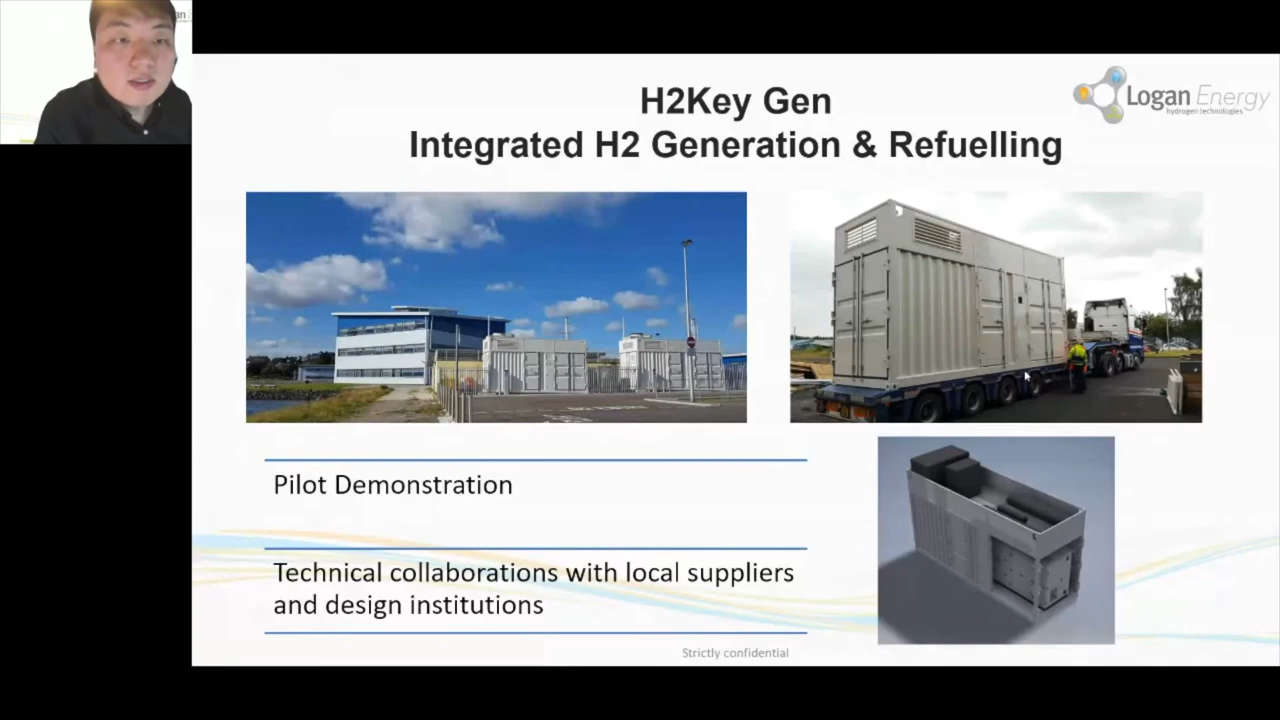 an
H2Key Gen
Integrated H2 Generation & Refuelling
Logan Energy
hydrogen technologies
Pilot Demonstration
Technical collaborations with local suppliers
and design institutions
Strictly confidential